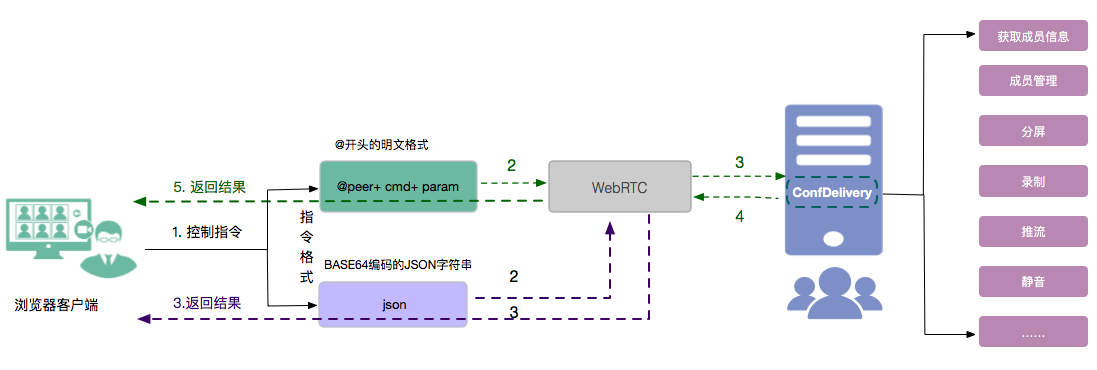 @开头的明文格式
@peer+ cmd+ param
5. 返回结果
2
WebRTC
3
4
ConfDelivery
1. 控制指令
指令格式
BASE64编码的JSON字符串
json
2
3
3.返回结果
浏览器客户端
获取成员信息
成员管理
分屏
录制
推流
静音
……